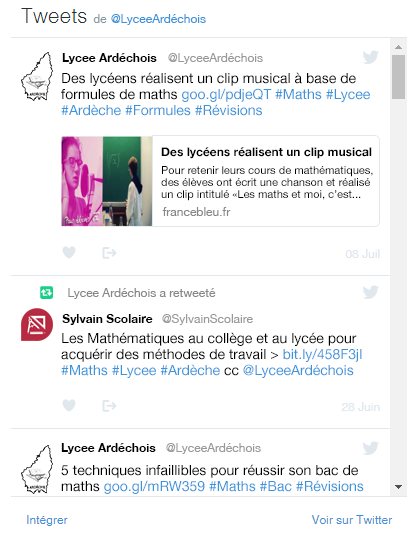 Tweets de @LyceeArdéchois
Lycee Ardéchois @LyceeArdéchois
Des lycéens réalisent un clip musical à base de
formules de maths goo.gl/pdjeQT #Maths #Lycee
#Ardèche #Formules #Révisions
Des lycéens réalisent un clip musical
Pour retenir leurs cours de mathématiques,
des élèves ont écrit une chanson et réalisé
un clip intitulé «Les maths et moi, c'est...
francebleu.fr
08 Juil
Lycee Ardéchois a retweeté
Sylvain Scolaire @SylvainScolaire
Les Mathématiques au collège et au lycée pour
acquérir des méthodes de travail > bit.ly/458F3jI
#Maths #Lycee #Ardèche cc @LyceeArdéchois
28 Juin
Lycee Ardéchois @LyceeArdéchois
5 techniques infaillibles pour réussir son bac de
maths goo.gl/mRW359 #Maths #Bac #Révisions
Intégrer Voir sur Twitter